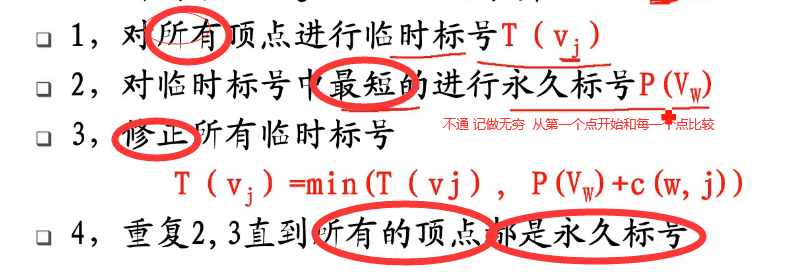 1，对所有顶点进行临时标号T(vj)
2，对临时标号中最短的进行永久标号P(Vw)
不通 记做无穷 从第一个点开始和每一个点比较
3，修正所有临时标号
T(vj)=min(T(vj), P(Vw)+c(w,j))
4，重复2,3直到所有的顶点都是永久标号